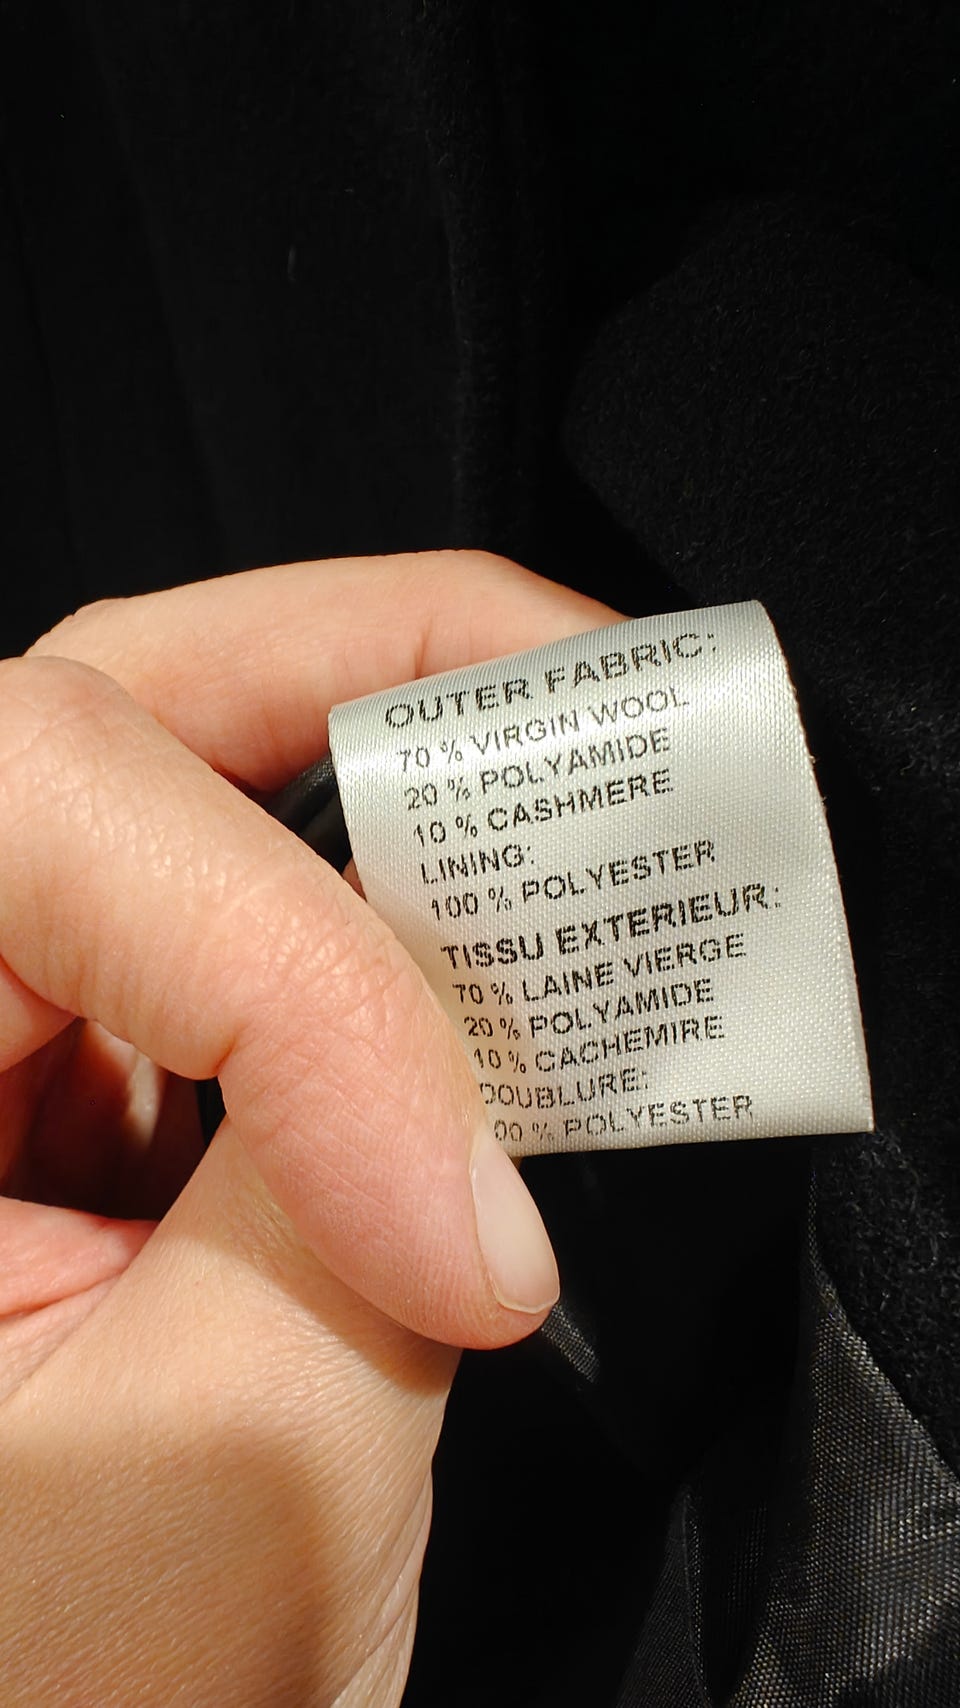 OUTER FABRIC:
70 % VIRGIN WOOL
20 % POLYAMIDE
10 % CASHMERE
LINING:
100 % POLYESTER
TISSU EXTERIEUR:
70 % LAINE VIERGE
20 % POLYAMIDE
10 % CACHEMIRE
DOUBLURE:
00 % POLYESTER